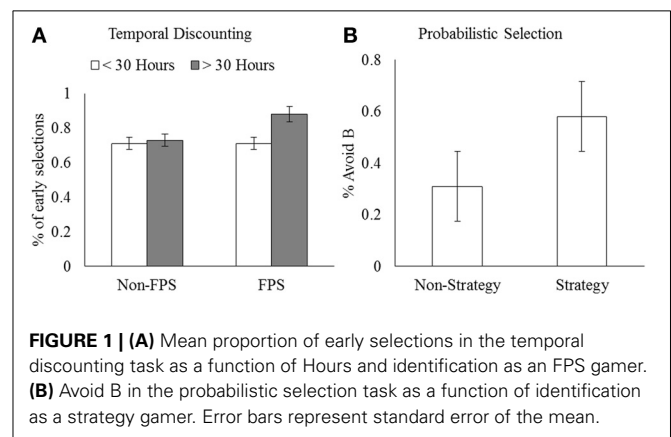 A Temporal Discounting
< 30 Hours > 30 Hours
% of early selections
1
0.8
0.6
0.4
0.2
0
Non-FPS FPS
B Probabilistic Selection
% Avoid B
0.8
0.6
0.4
0.2
0
Non-Strategy Strategy
FIGURE 1 | (A) Mean proportion of early selections in the temporal
discounting task as a function of Hours and identification as an FPS gamer.
(B) Avoid B in the probabilistic selection task as a function of identification
as a strategy gamer. Error bars represent standard error of the mean.